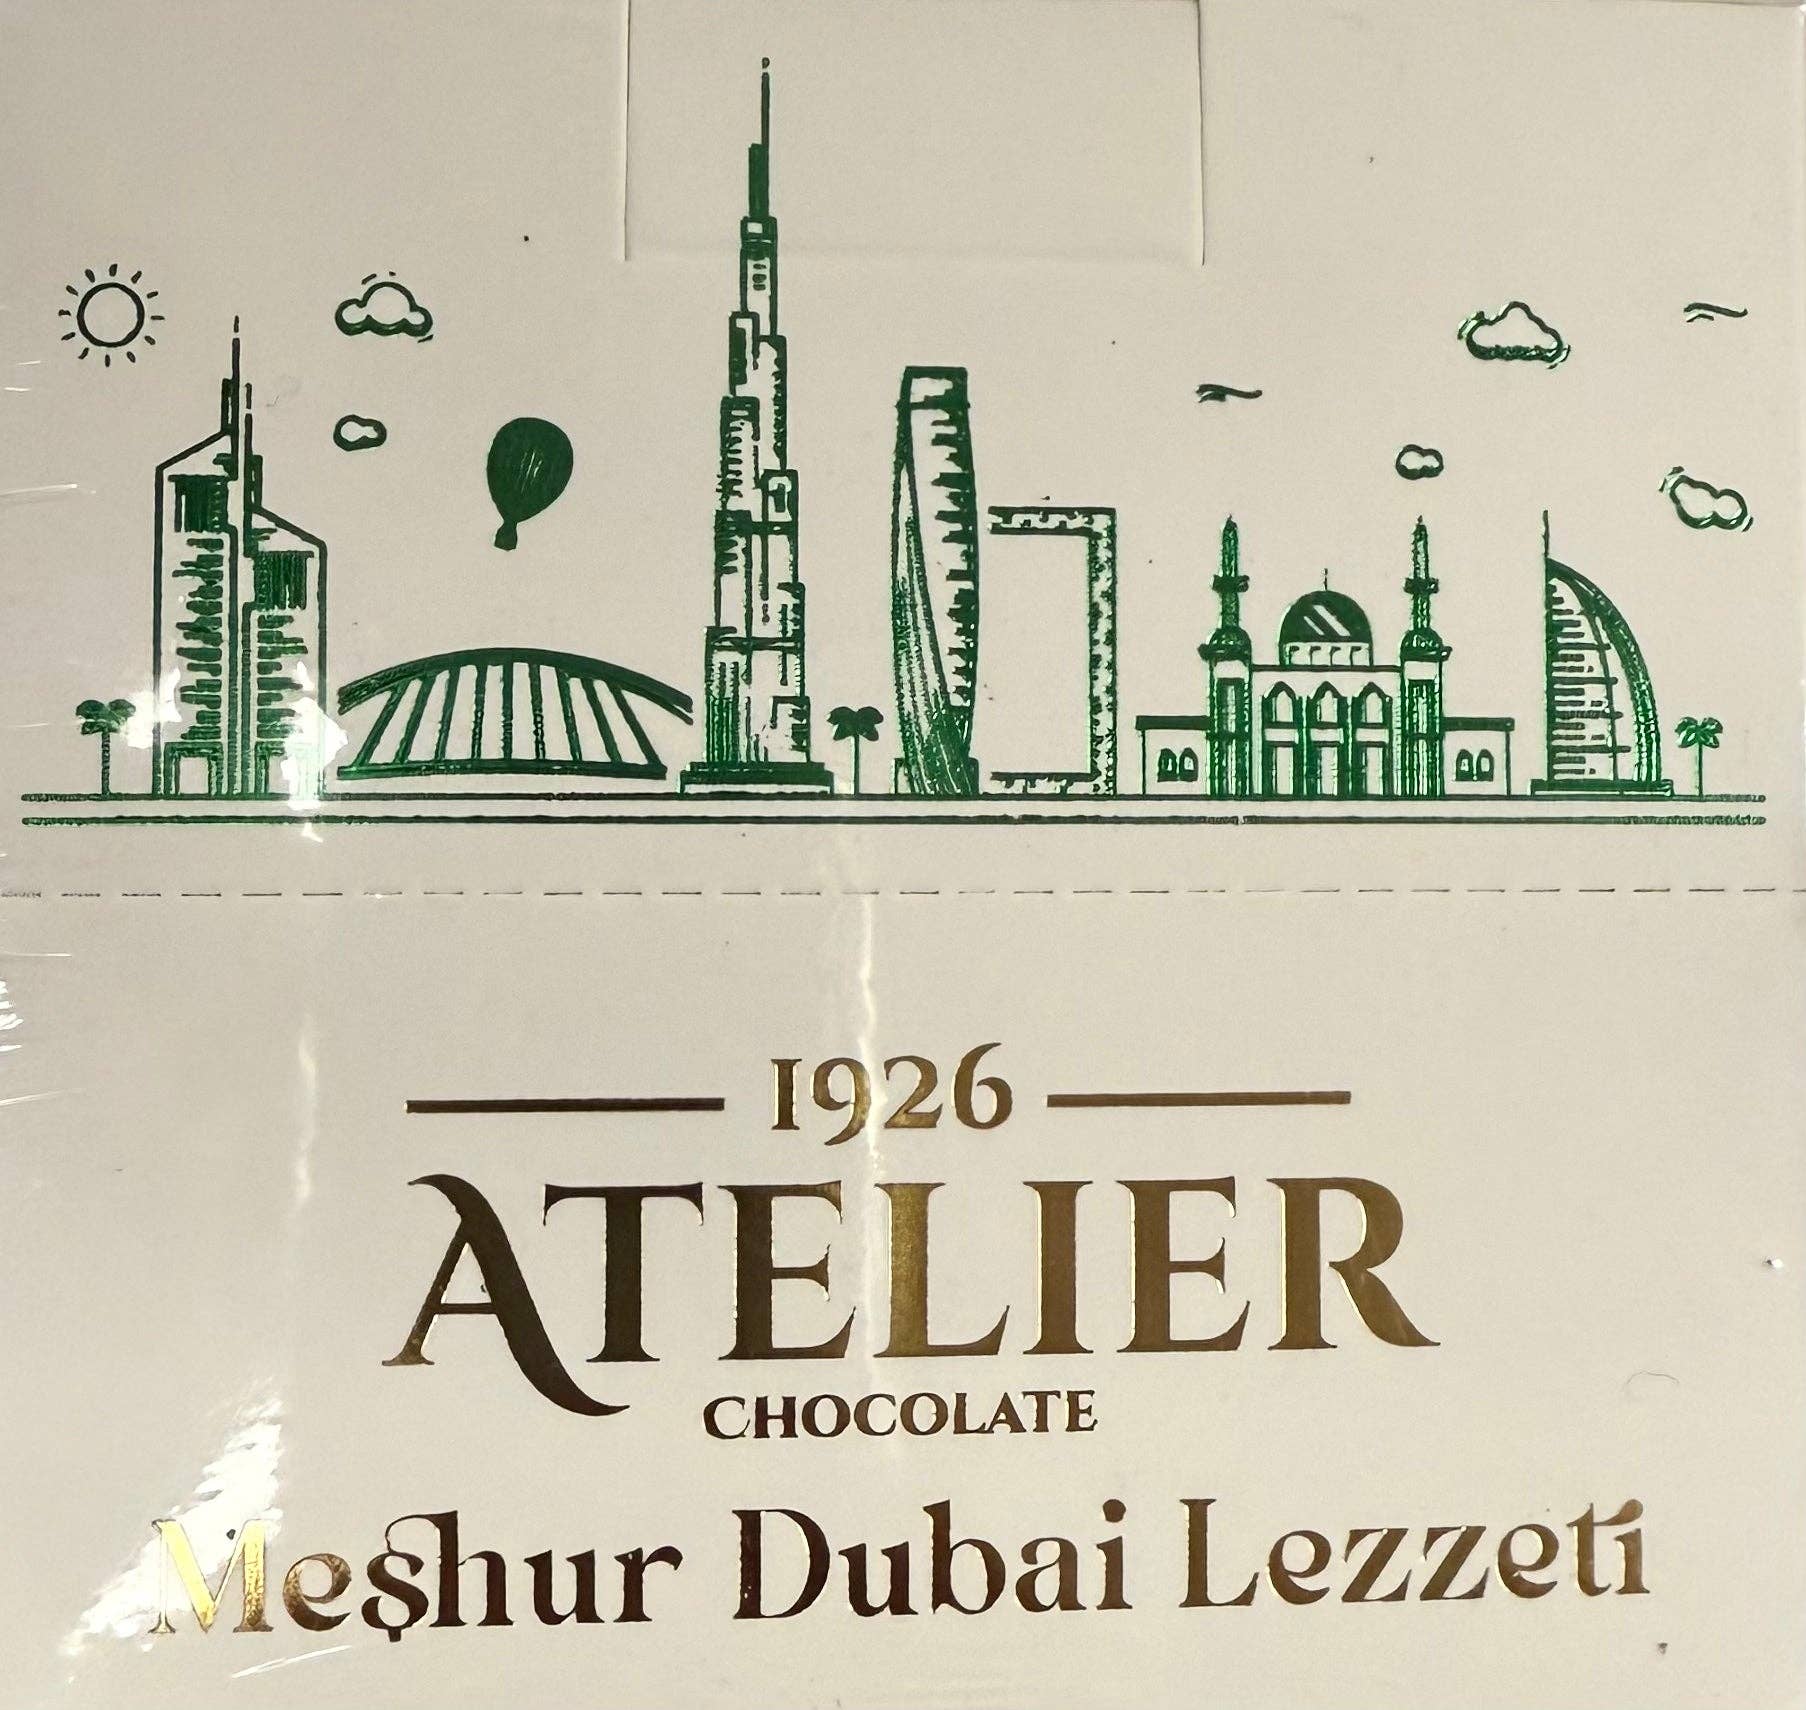 1926
ATELIER
CHOCOLATE
Meşhur Dubai Lezzeti